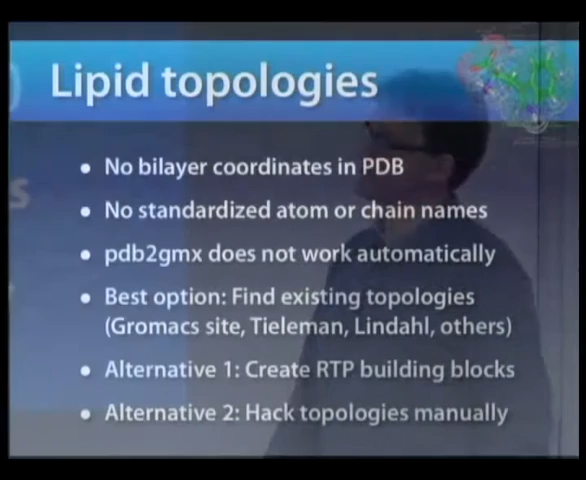 Lipid topologies
• No bilayer coordinates in PDB
• No standardized atom or chain names
• pdb2gmx does not work automatically
• Best option: Find existing topologies
(Gromacs site, Tieleman, Lindahl, others)
• Alternative 1: Create RTP building blocks
• Alternative 2: Hack topologies manually